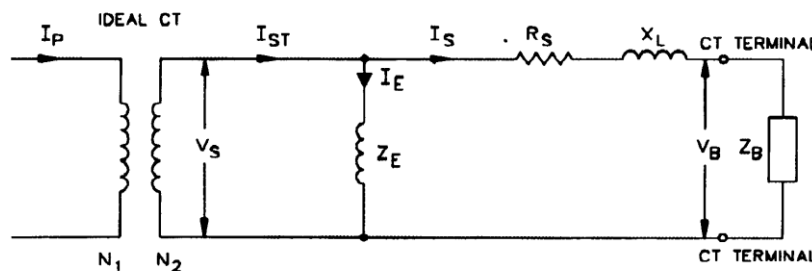 IDEAL CT
I_P I_ST I_S R_S X_L CT TERMINAL
I_E
V_S Z_E V_B Z_B
N_1 N_2 CT TERMINAL